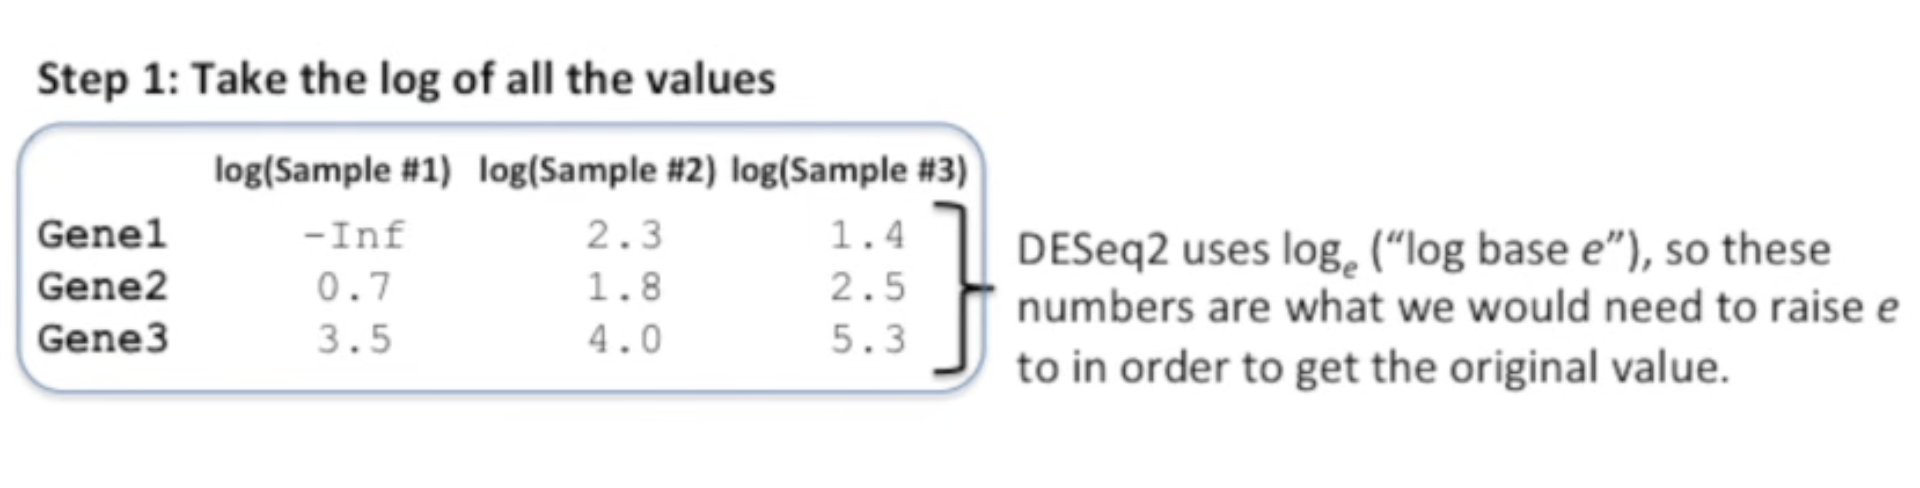 Step 1: Take the log of all the values
log(Sample #1) log(Sample #2) log(Sample #3)
Gene1 -Inf 2.3 1.4
Gene2 0.7 1.8 2.5
Gene3 3.5 4.0 5.3
DESeq2 uses logₑ (“log base e”), so these
numbers are what we would need to raise e
to in order to get the original value.